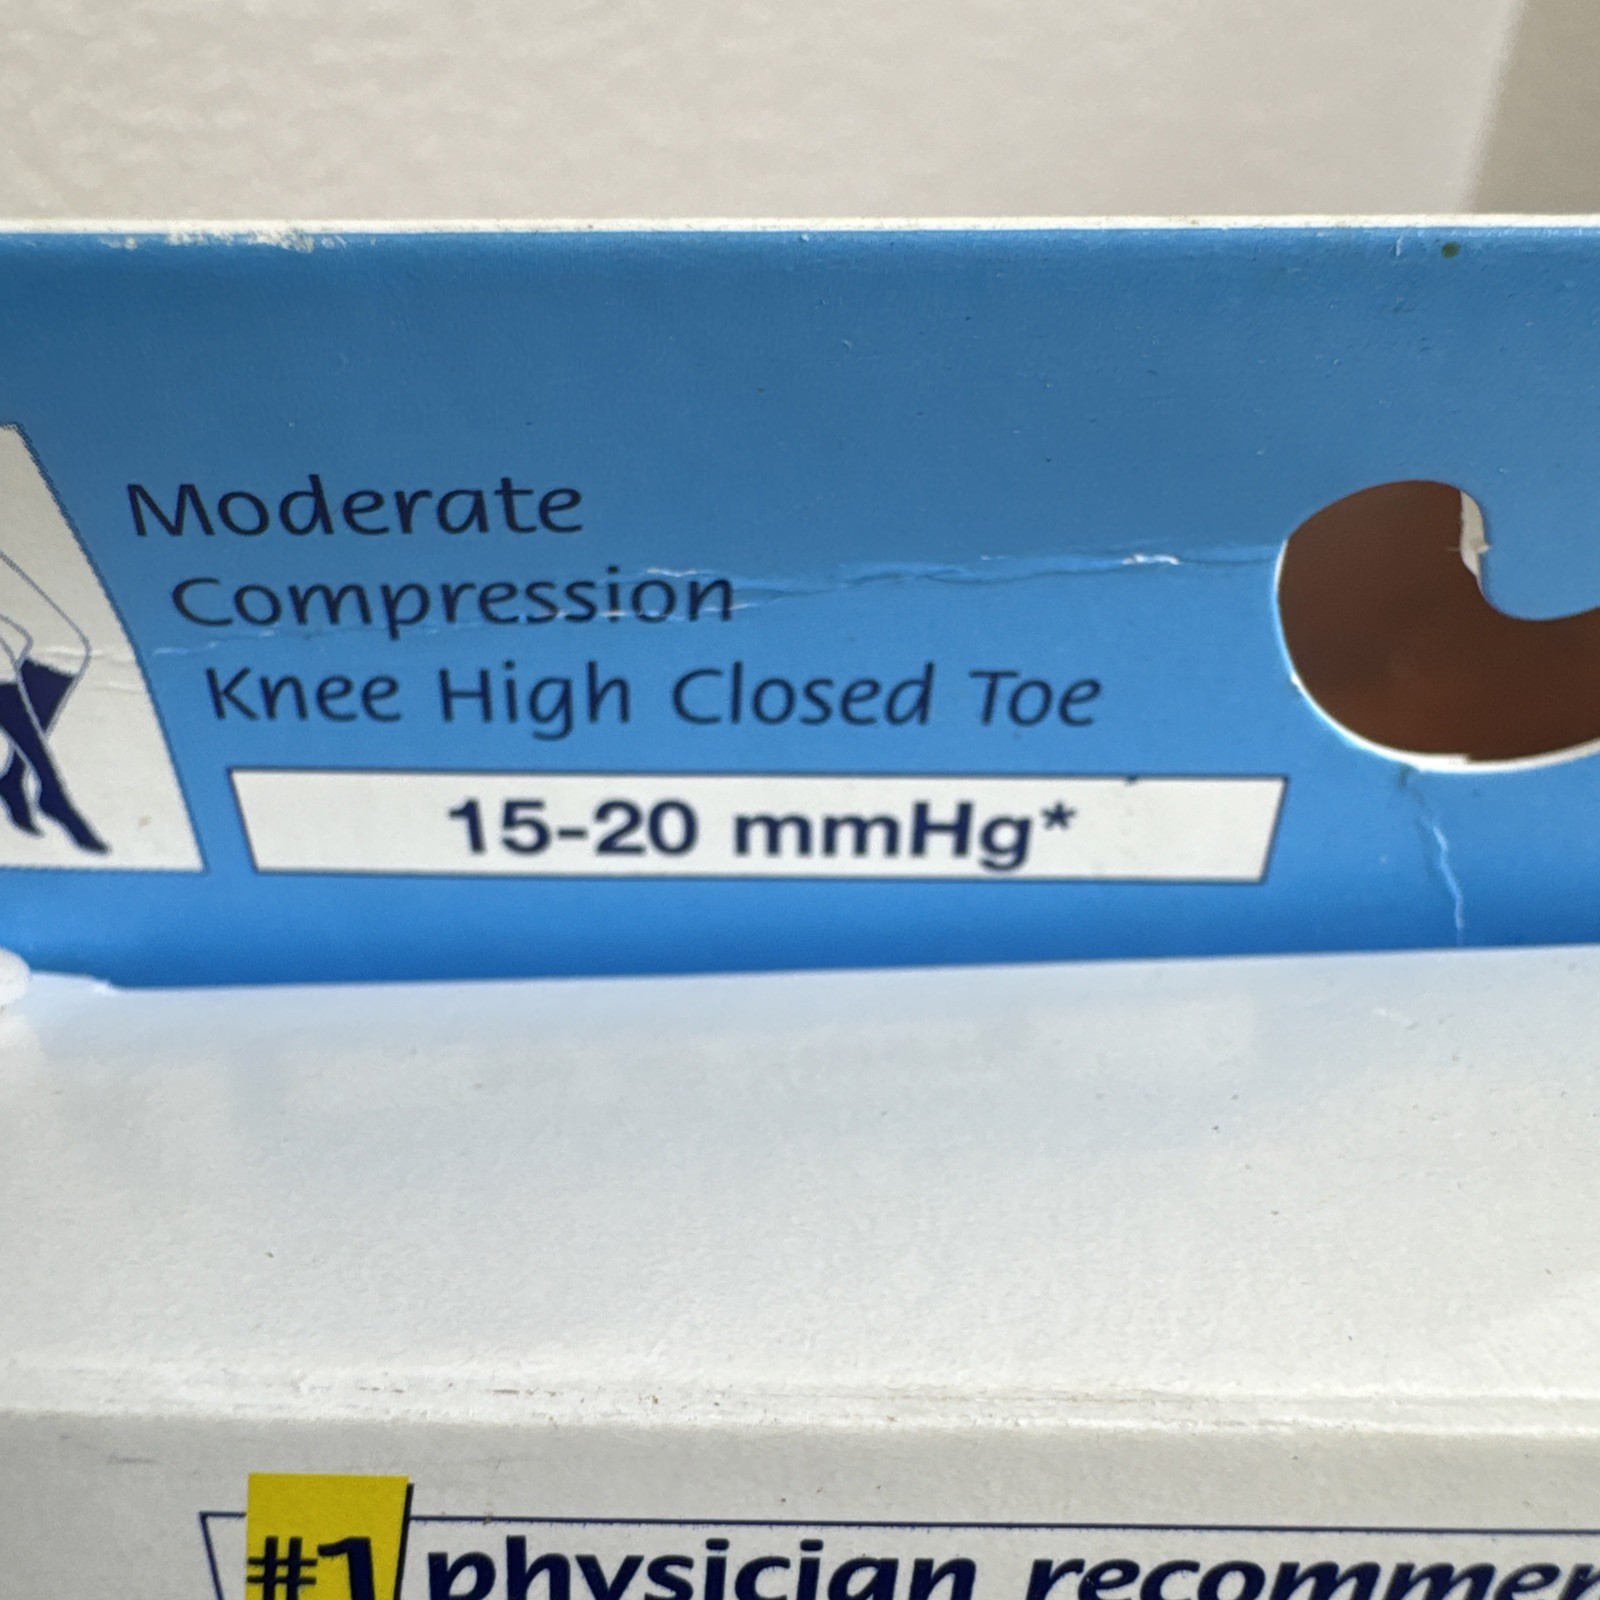 Moderate
Compression
Knee High Closed Toe
15-20 mmHg*
#1 physician